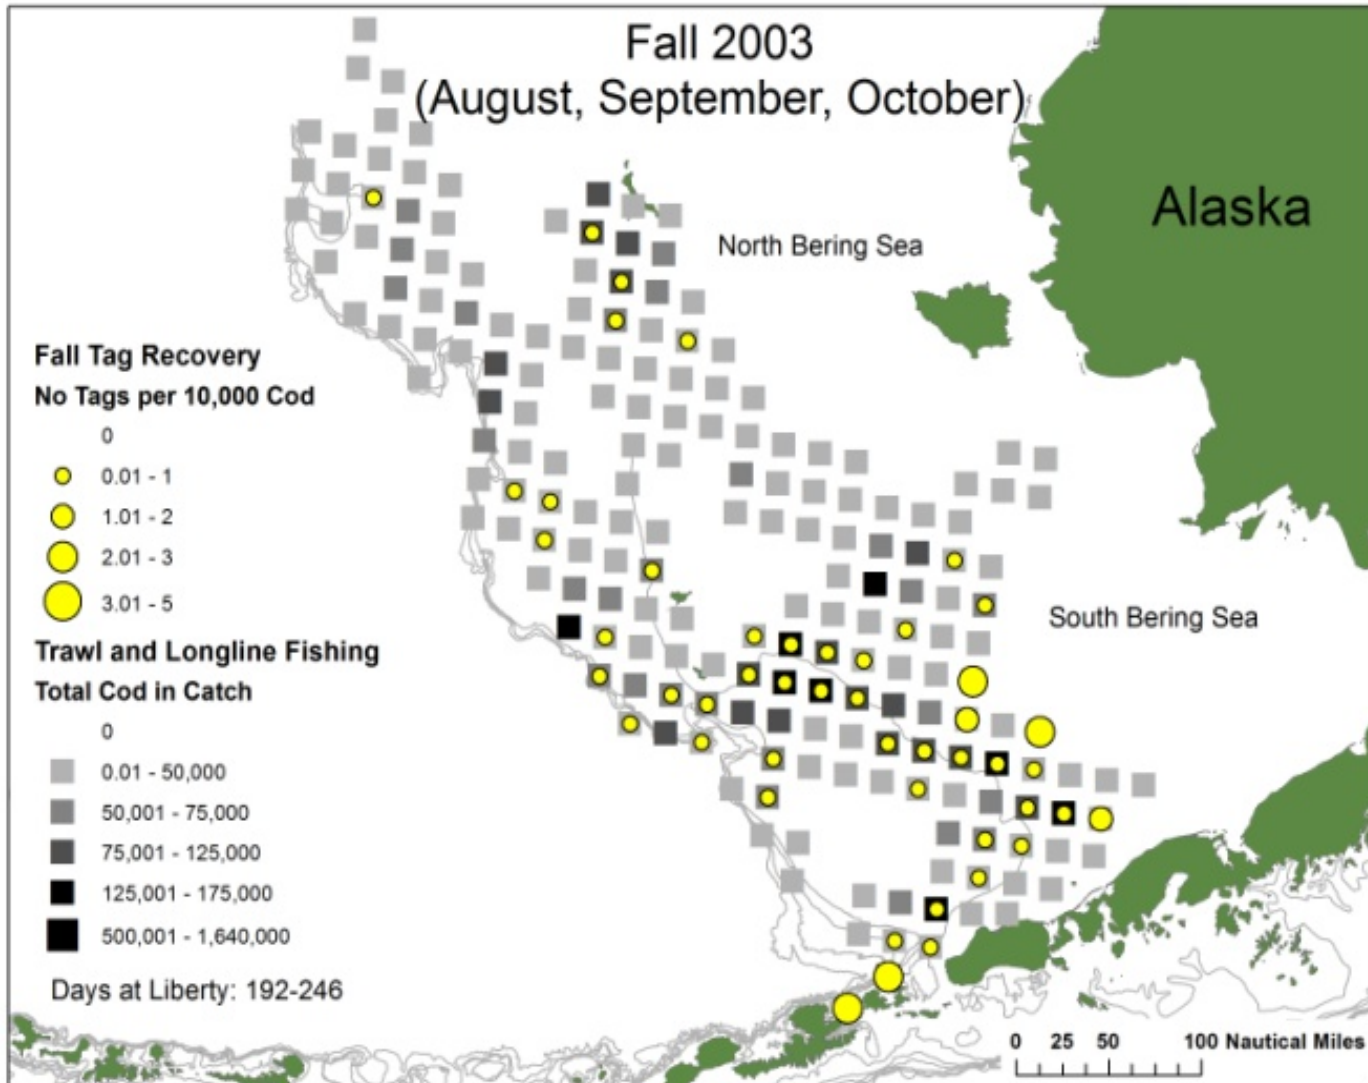 Fall 2003
(August, September, October)
Alaska
North Bering Sea
South Bering Sea
Fall Tag Recovery
No Tags per 10,000 Cod
0
0.01 - 1
1.01 - 2
2.01 - 3
3.01 - 5
Trawl and Longline Fishing
Total Cod in Catch
0
0.01 - 50,000
50,001 - 75,000
75,001 - 125,000
125,001 - 175,000
500,001 - 1,640,000
Days at Liberty: 192-246
0 25 50 100 Nautical Miles